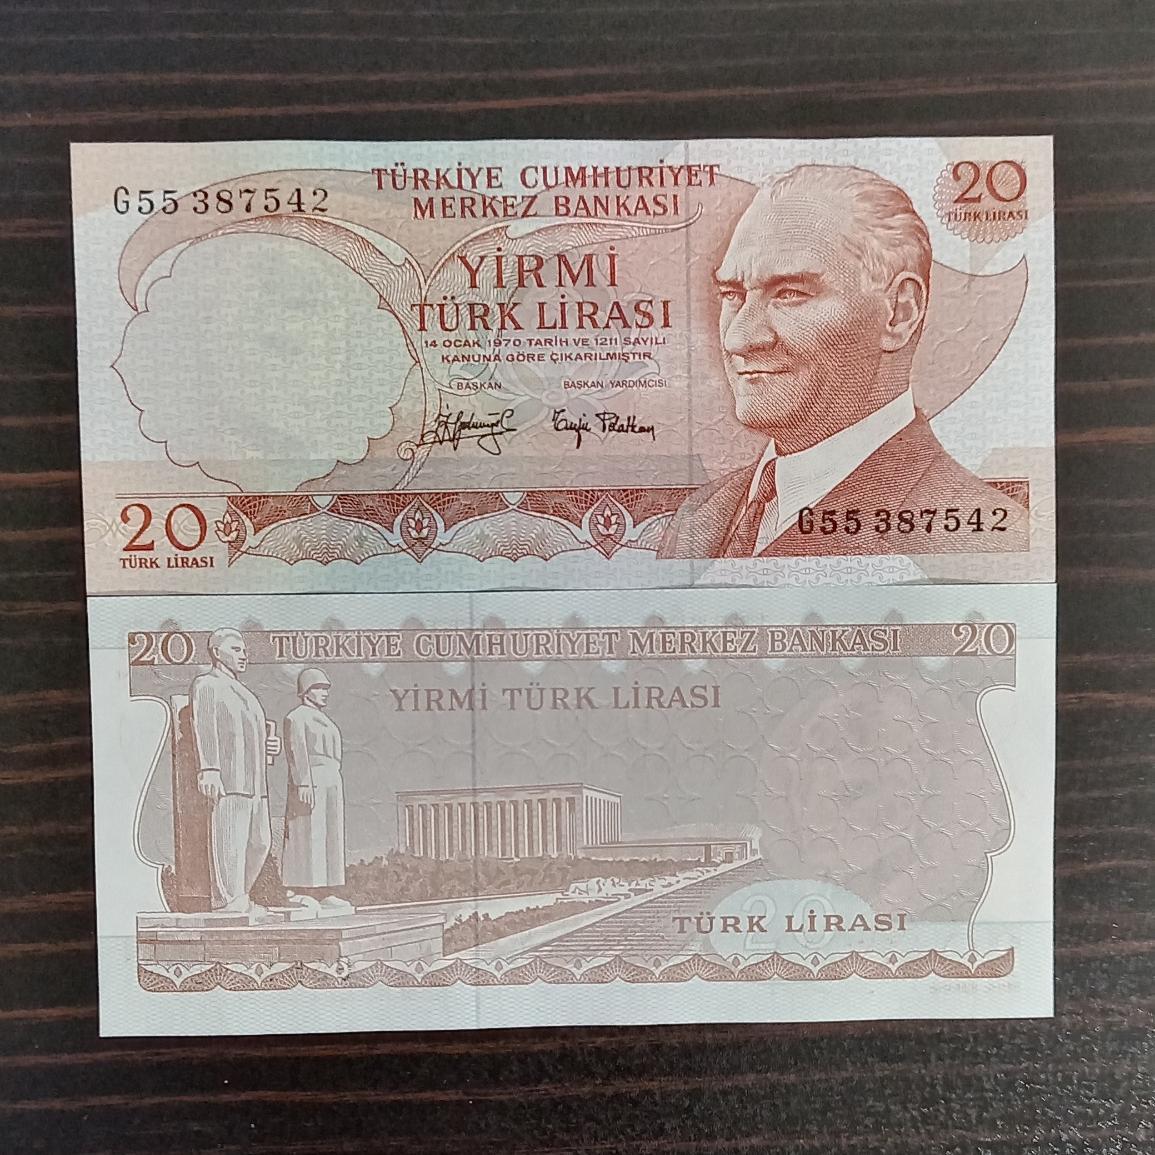 G55 387542
TÜRKİYE CUMHURİYET
MERKEZ BANKASI
20
TÜRK LİRASI
YİRMİ
TÜRK LİRASI
14 OCAK 1970 TARİH VE 1211 SAYILI
KANUNA GÖRE ÇIKARILMIŞTIR
BAŞKAN
BAŞKAN YARDIMCISI
20
TÜRK LİRASI
G55 387542
20
TÜRKİYE CUMHURİYET MERKEZ BANKASI
20
YİRMİ TÜRK LİRASI
20
TÜRK LİRASI